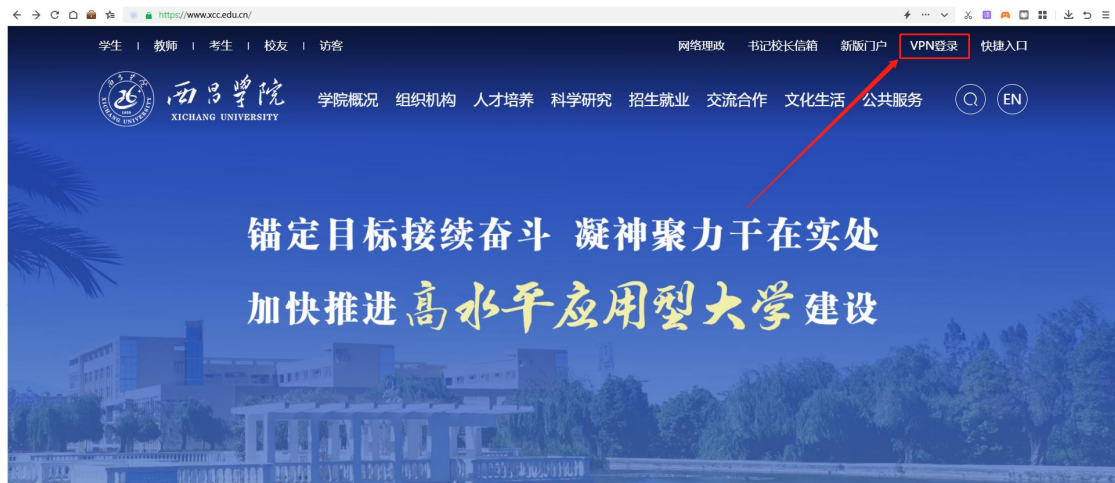 https://www.xcc.edu.cn/
学生 | 教师 | 考生 | 校友 | 访客
网络理政 书记校长信箱 新版门户 VPN登录 快捷入口
西昌学院
XICHANG UNIVERSITY
学院概况 组织机构 人才培养 科学研究 招生就业 交流合作 文化生活 公共服务
EN
锚定目标接续奋斗 凝神聚力干在实处
加快推进高水平应用型大学建设